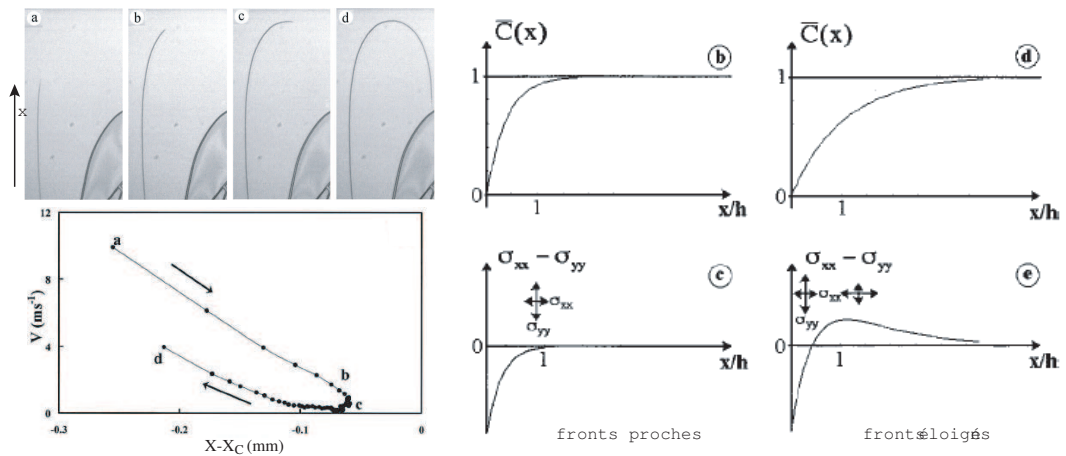 a
b
c
d
x
12
8
4
0
V (ms⁻¹)
a
b
c
d
-0.3
-0.2
-0.1
0
X-X_C (mm)
C̅(x)
b
1
0
1
x/h
C̅(x)
d
1
0
1
x/h
σxx − σyy
c
σxx
σyy
0
1
x/h
fronts proches
σxx − σyy
e
σxx
σyy
0
1
x/h
fronts éloignés